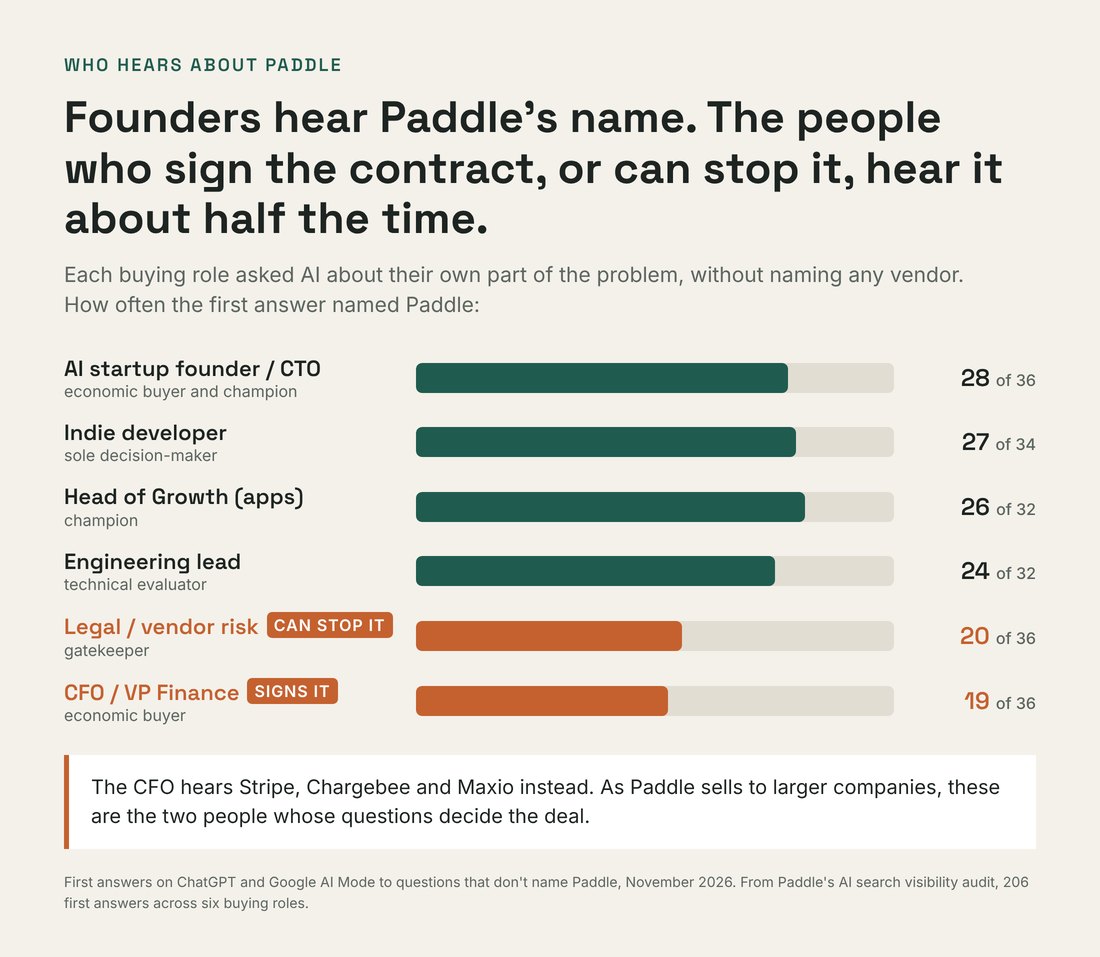 WHO HEARS ABOUT PADDLE
Founders hear Paddle’s name. The people
who sign the contract, or can stop it, hear it
about half the time.
Each buying role asked AI about their own part of the problem, without naming any vendor.
How often the first answer named Paddle:
AI startup founder / CTO
economic buyer and champion
28 of 36
Indie developer
sole decision-maker
27 of 34
Head of Growth (apps)
champion
26 of 32
Engineering lead
technical evaluator
24 of 32
Legal / vendor risk CAN STOP IT
gatekeeper
20 of 36
CFO / VP Finance SIGNS IT
economic buyer
19 of 36
The CFO hears Stripe, Chargebee and Maxio instead. As Paddle sells to larger companies, these
are the two people whose questions decide the deal.
First answers on ChatGPT and Google AI Mode to questions that don't name Paddle, November 2026. From Paddle's AI search visibility audit, 206
first answers across six buying roles.